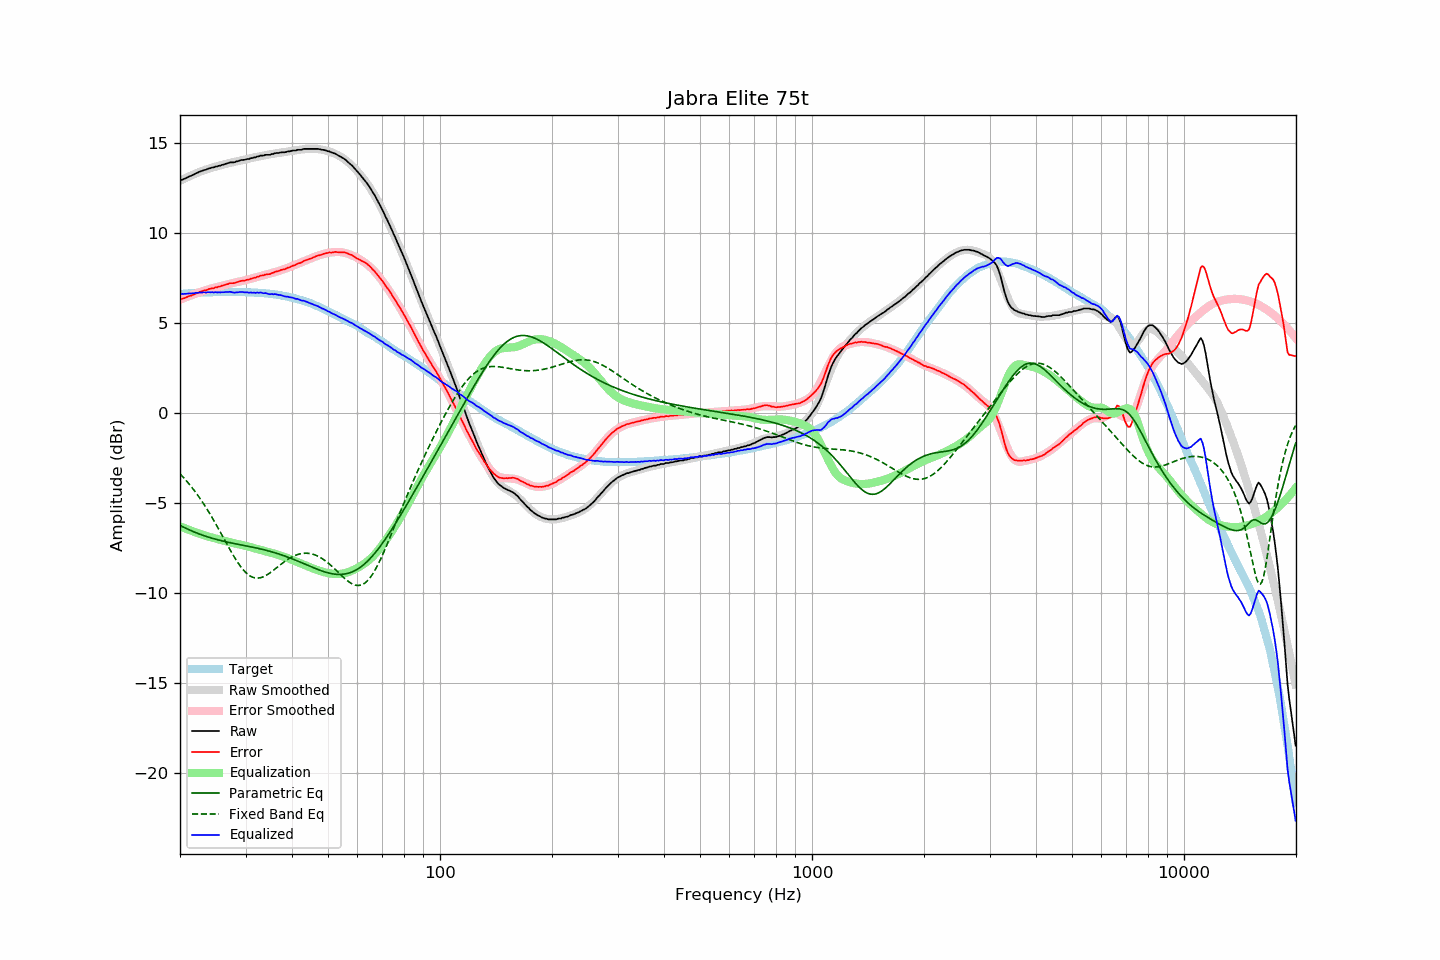 Jabra Elite 75t
15
10
5
0
−5
−10
−15
−20
Amplitude (dBr)
Target
Raw Smoothed
Error Smoothed
Raw
Error
Equalization
Parametric Eq
Fixed Band Eq
Equalized
100
1000
10000
Frequency (Hz)